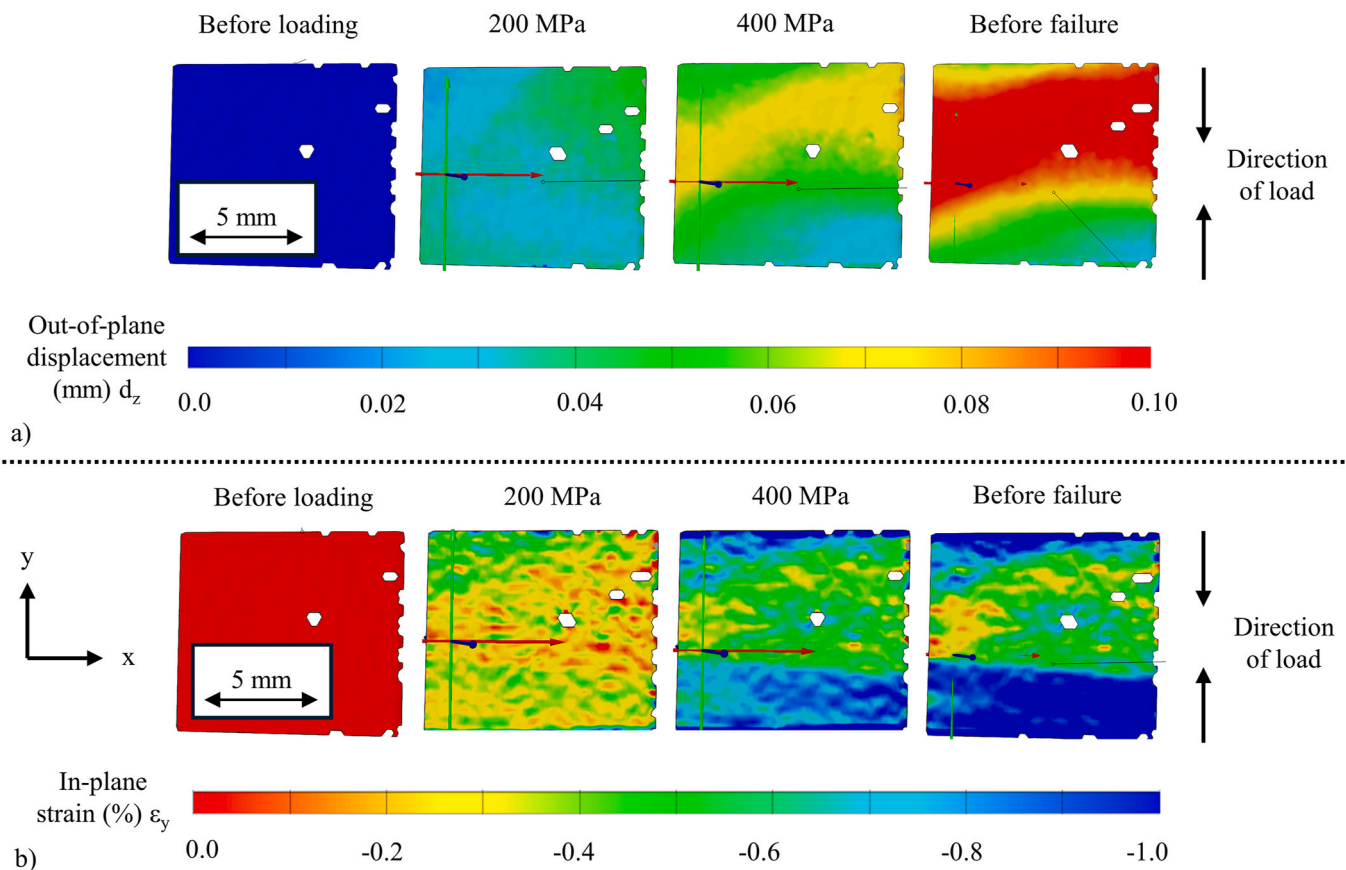 a)
Before loading
200 MPa
400 MPa
Before failure
5 mm
Direction
of load
Out-of-plane
displacement
(mm) d_z
0.0
0.02
0.04
0.06
0.08
0.10
Before loading
200 MPa
400 MPa
Before failure
y
x
5 mm
Direction
of load
In-plane
strain (%) ε_y
0.0
-0.2
-0.4
-0.6
-0.8
-1.0
b)